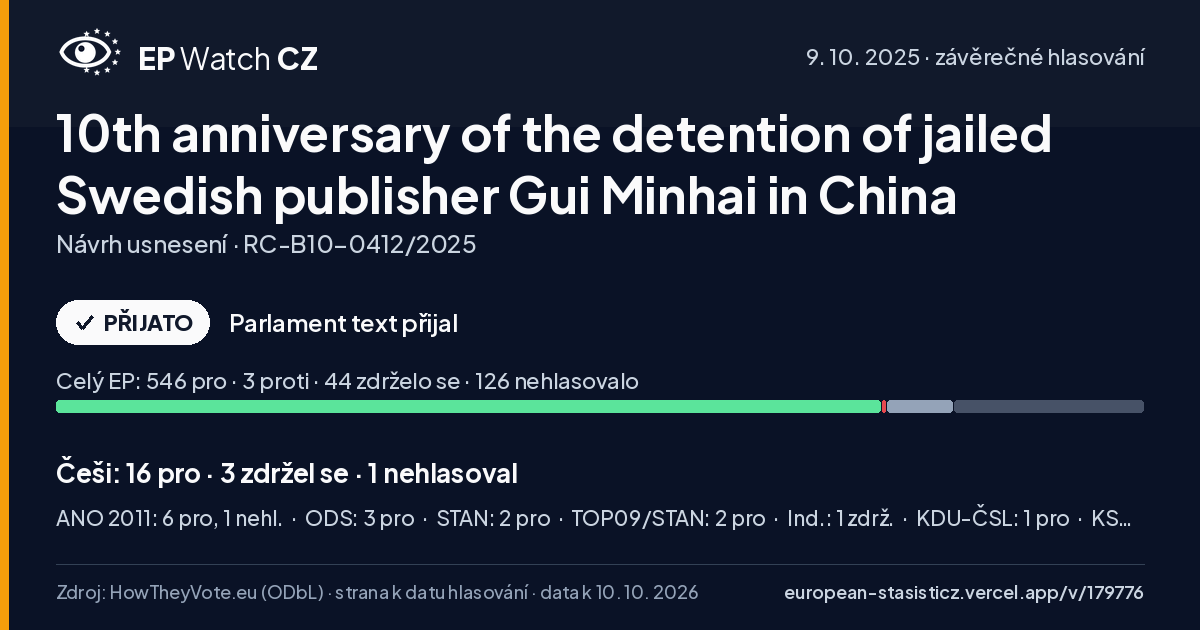 EP Watch CZ
9. 10. 2025 · závěrečné hlasování
10th anniversary of the detention of jailed
Swedish publisher Gui Minhai in China
Návrh usnesení · RC-B10-0412/2025
✓ PŘIJATO
Parlament text přijal
Celý EP: 546 pro · 3 proti · 44 zdrželo se · 126 nehlasovalo
Češi: 16 pro · 3 zdržel se · 1 nehlasoval
ANO 2011: 6 pro, 1 nehl. · ODS: 3 pro · STAN: 2 pro · TOP09/STAN: 2 pro · Ind.: 1 zdrž. · KDU-ČSL: 1 pro · KS…
Zdroj: HowTheyVote.eu (ODbL) · strana k datu hlasování · data k 10. 10. 2026
european-stasisticz.vercel.app/v/179776